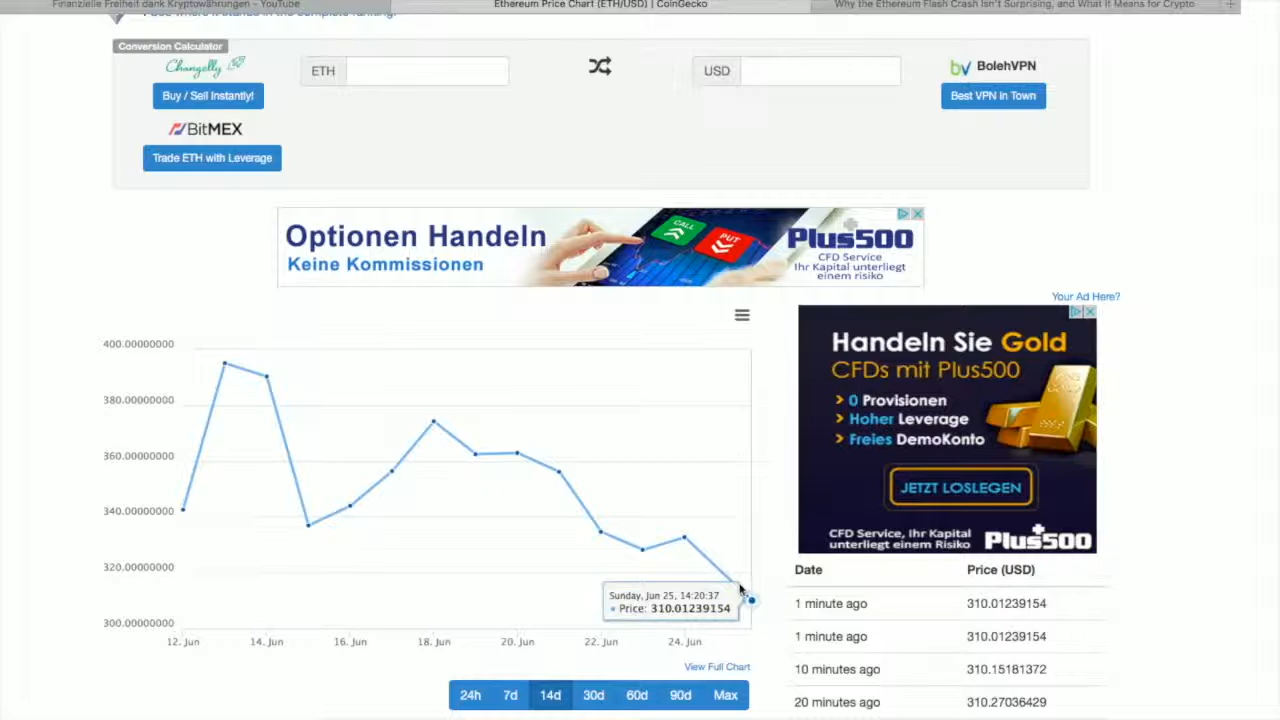 Finanzielle Freiheit dank Kryptowährungen - YouTube
Ethereum Price Chart (ETH/USD) | CoinGecko
Why the Ethereum Flash Crash Isn't Surprising, and What it Means for Crypto
Conversion Calculator
Changelly
Buy / Sell Instantly!
BitMEX
Trade ETH with Leverage
ETH
USD
bv BolehVPN
Best VPN in Town
Optionen Handeln
Keine Kommissionen
CALL
PUT
Plus500
CFD Service
Ihr Kapital unterliegt
einem risiko
Your Ad Here?
400.00000000
380.00000000
360.00000000
340.00000000
320.00000000
300.00000000
12. Jun
14. Jun
16. Jun
18. Jun
20. Jun
22. Jun
24. Jun
Sunday, Jun 25, 14:20:37
Price: 310.01239154
View Full Chart
24h 7d 14d 30d 60d 90d Max
Handeln Sie Gold
CFDs mit Plus500
> 0 Provisionen
> Hoher Leverage
> Freies DemoKonto
JETZT LOSLEGEN
CFD Service, Ihr Kapital
unterliegt einem Risiko
Plus500
Date Price (USD)
1 minute ago 310.01239154
1 minute ago 310.01239154
10 minutes ago 310.15181372
20 minutes ago 310.27036429